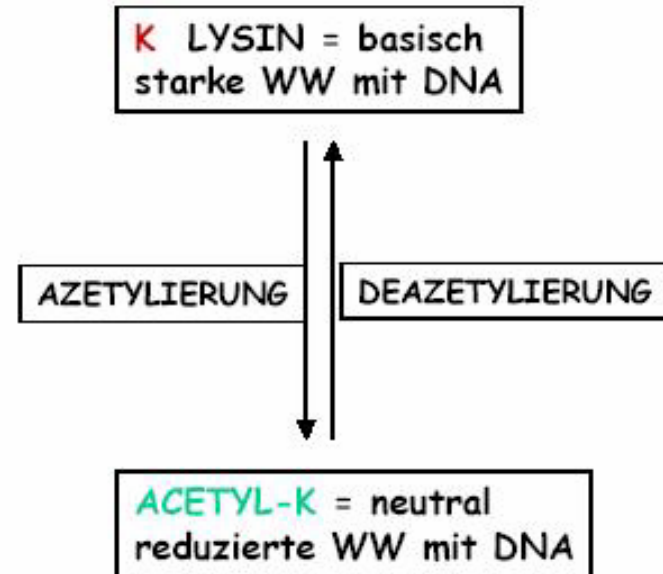 K LYSIN = basisch
starke WW mit DNA
AZETYLIERUNG
DEAZETYLIERUNG
ACETYL-K = neutral
reduzierte WW mit DNA